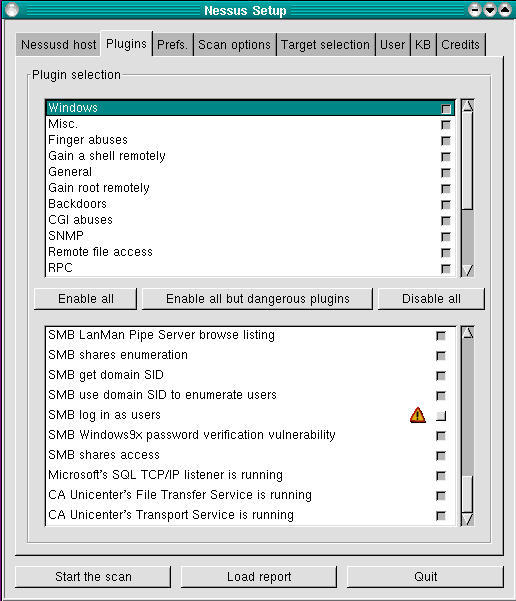 Nessus Setup
Nessusd host Plugins Prefs. Scan options Target selection User KB Credits
Plugin selection
Windows
Misc.
Finger abuses
Gain a shell remotely
General
Gain root remotely
Backdoors
CGI abuses
SNMP
Remote file access
RPC
Enable all Enable all but dangerous plugins Disable all
SMB LanMan Pipe Server browse listing
SMB shares enumeration
SMB get domain SID
SMB use domain SID to enumerate users
SMB log in as users
SMB Windows9x password verification vulnerability
SMB shares access
Microsoft's SQL TCP/IP listener is running
CA Unicenter's File Transfer Service is running
CA Unicenter's Transport Service is running
Start the scan Load report Quit